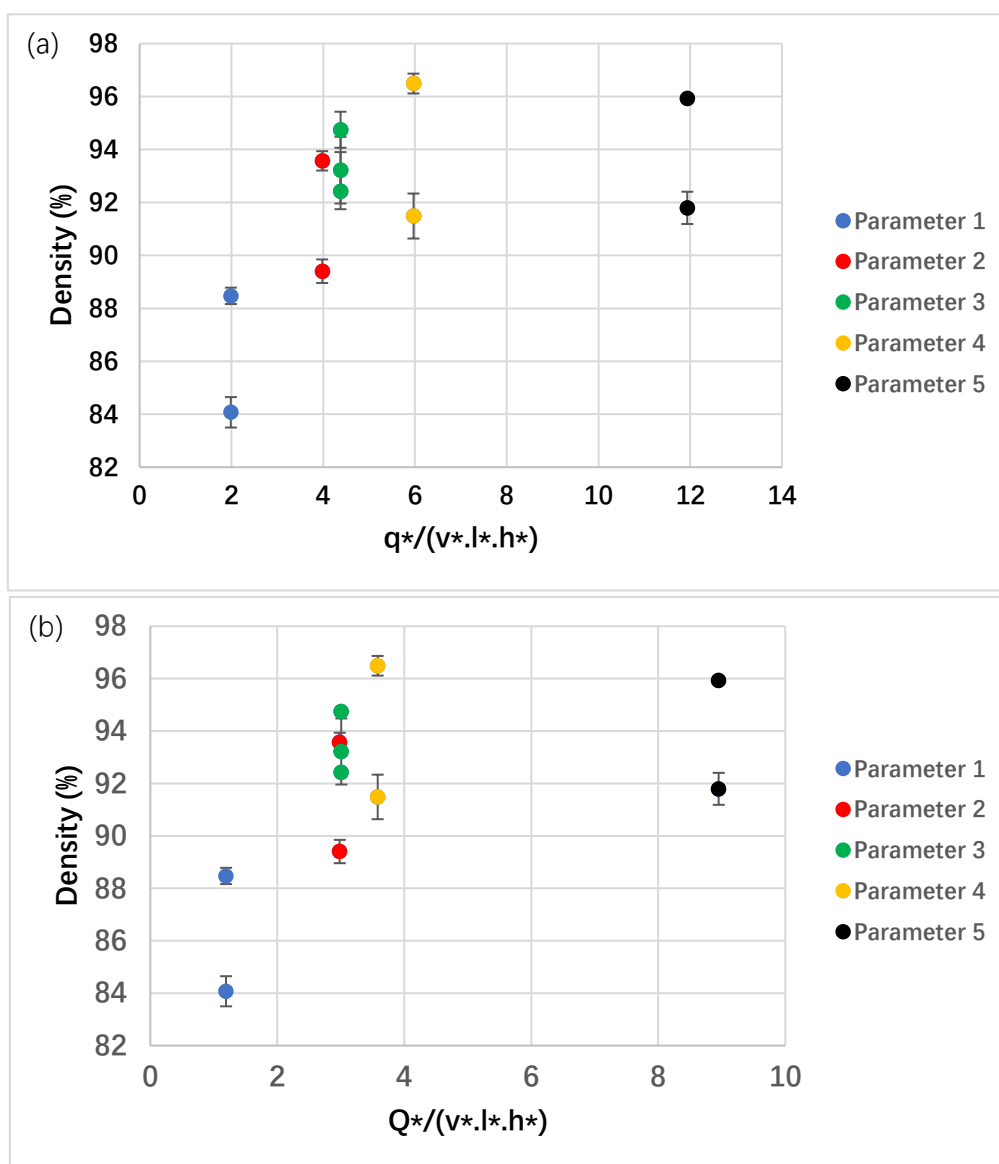 (a)
98
96
94
92
90
88
86
84
82
Density (%)
0 2 4 6 8 10 12 14
q*/(v*.l*.h*)
Parameter 1
Parameter 2
Parameter 3
Parameter 4
Parameter 5
(b)
98
96
94
92
90
88
86
84
82
Density (%)
0 2 4 6 8 10
Q*/(v*.l*.h*)
Parameter 1
Parameter 2
Parameter 3
Parameter 4
Parameter 5